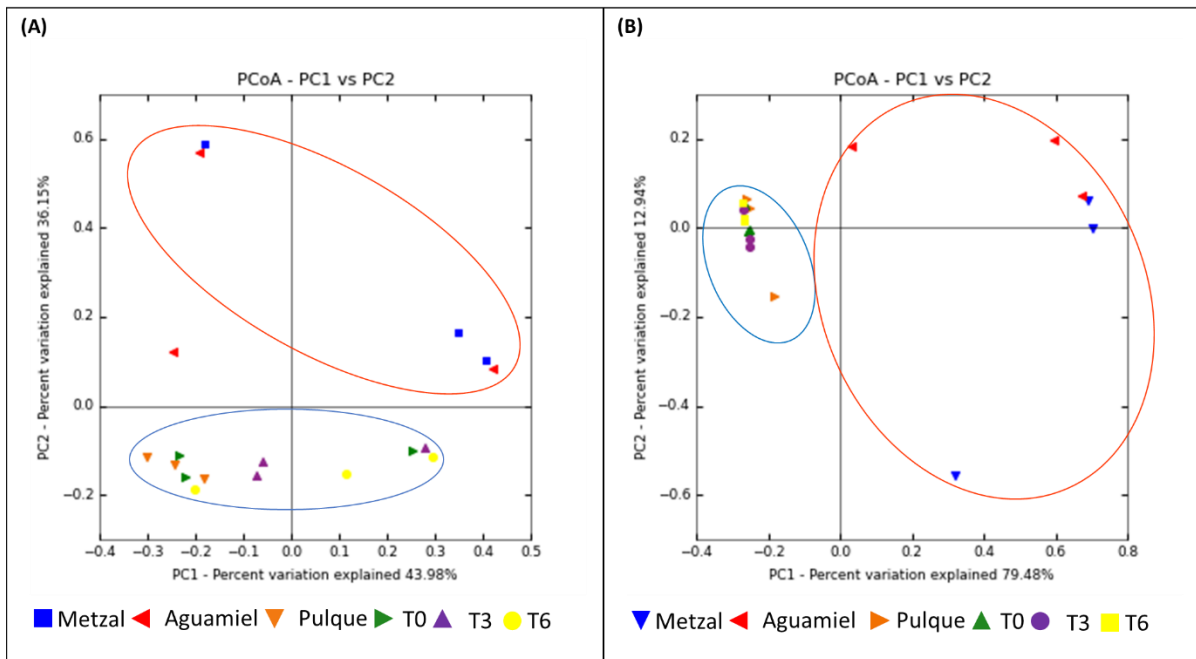 (A)
PCoA - PC1 vs PC2
0.6
0.4
0.2
0.0
−0.2
PC2 - Percent variation explained 36.15%
−0.4
−0.3
−0.2
−0.1
0.0
0.1
0.2
0.3
0.4
0.5
PC1 - Percent variation explained 43.98%
Metzal Aguamiel Pulque T0 T3 T6
(B)
PCoA - PC1 vs PC2
0.2
0.0
−0.2
−0.4
−0.6
PC2 - Percent variation explained 12.94%
−0.4
−0.2
0.0
0.2
0.4
0.6
0.8
PC1 - Percent variation explained 79.48%
Metzal Aguamiel Pulque T0 T3 T6